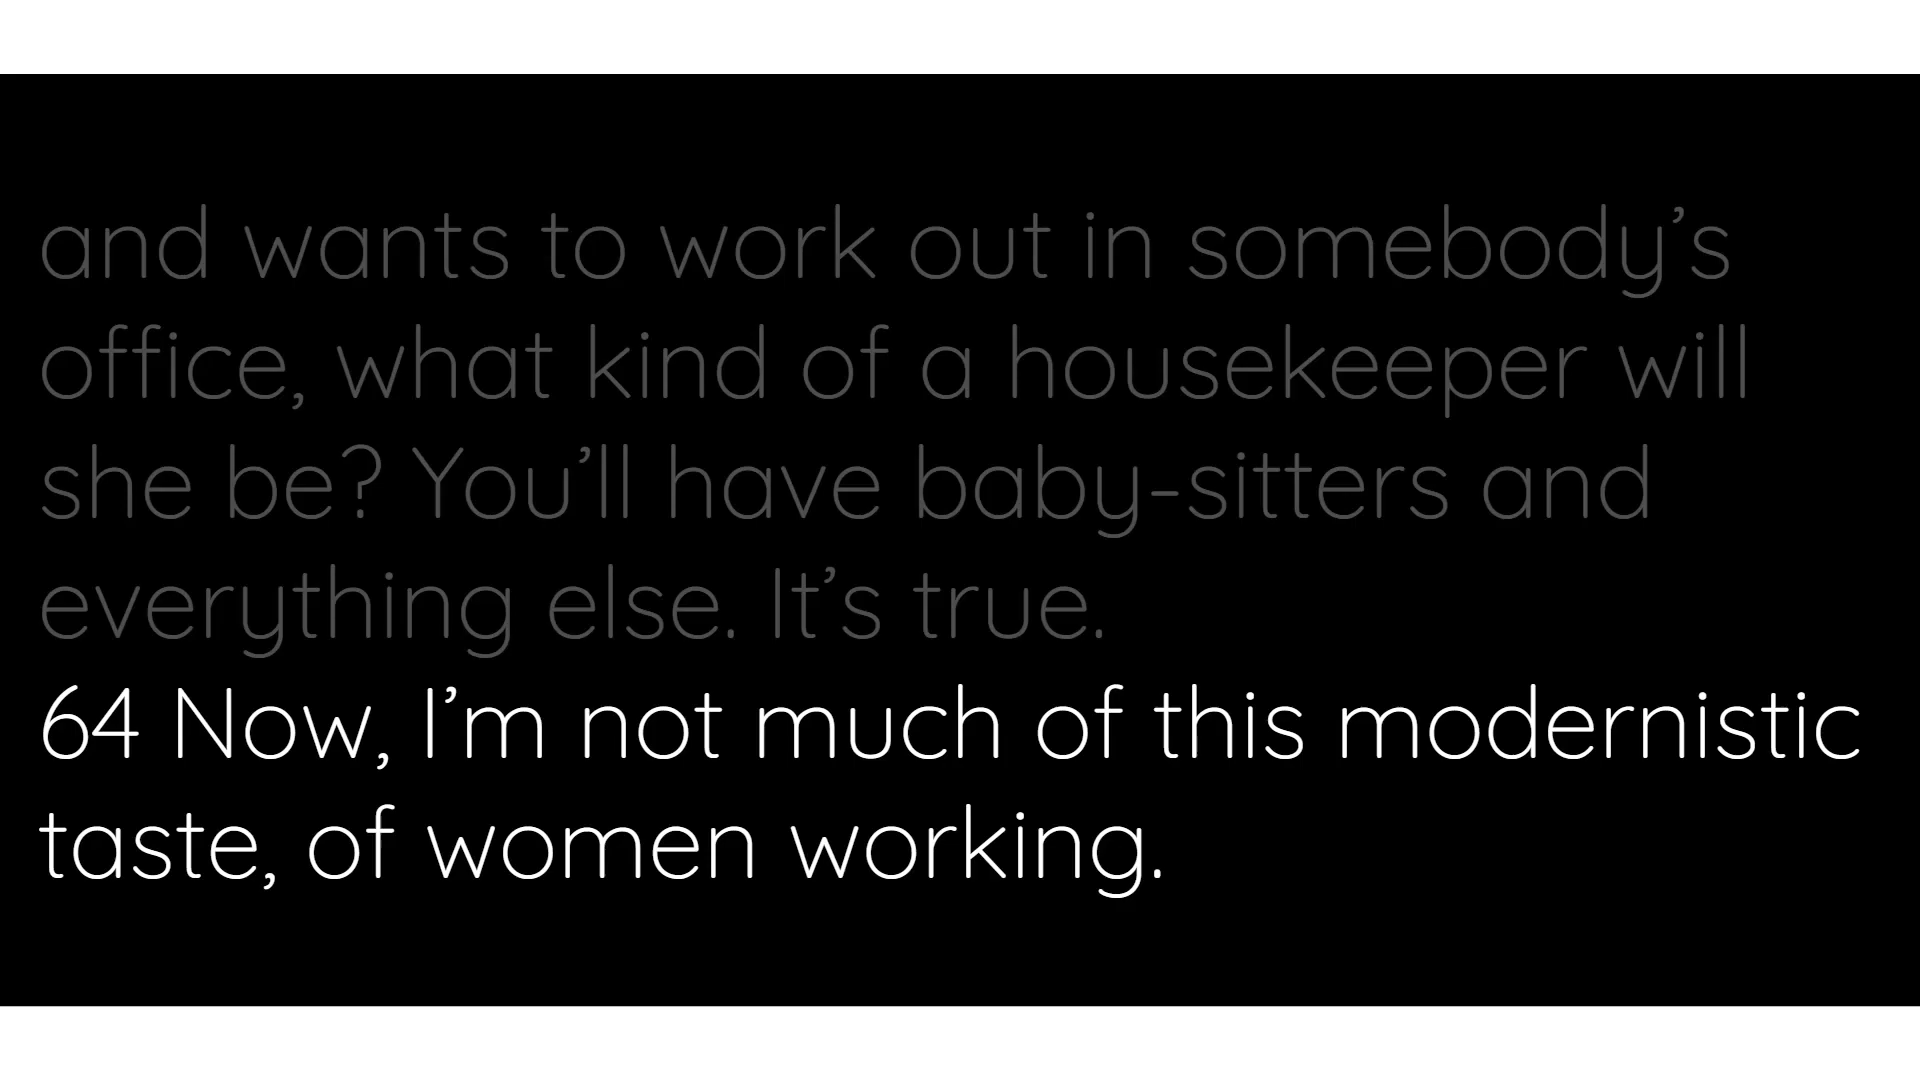 and wants to work out in somebody’s
office, what kind of a housekeeper will
she be? You’ll have baby-sitters and
everything else. It’s true.
64 Now, I’m not much of this modernistic
taste, of women working.